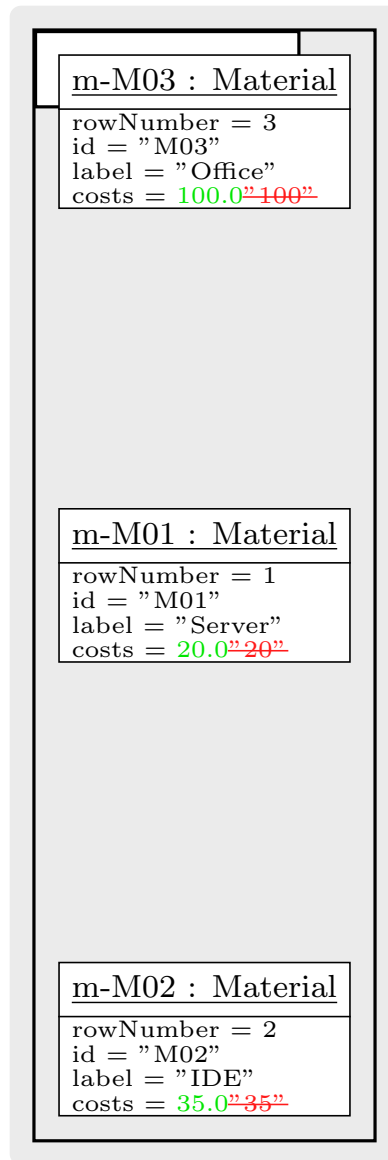 m-M03 : Material
rowNumber = 3
id = ”M03”
label = ”Office”
costs = 100.0”100”
m-M01 : Material
rowNumber = 1
id = ”M01”
label = ”Server”
costs = 20.0”20”
m-M02 : Material
rowNumber = 2
id = ”M02”
label = ”IDE”
costs = 35.0”35”